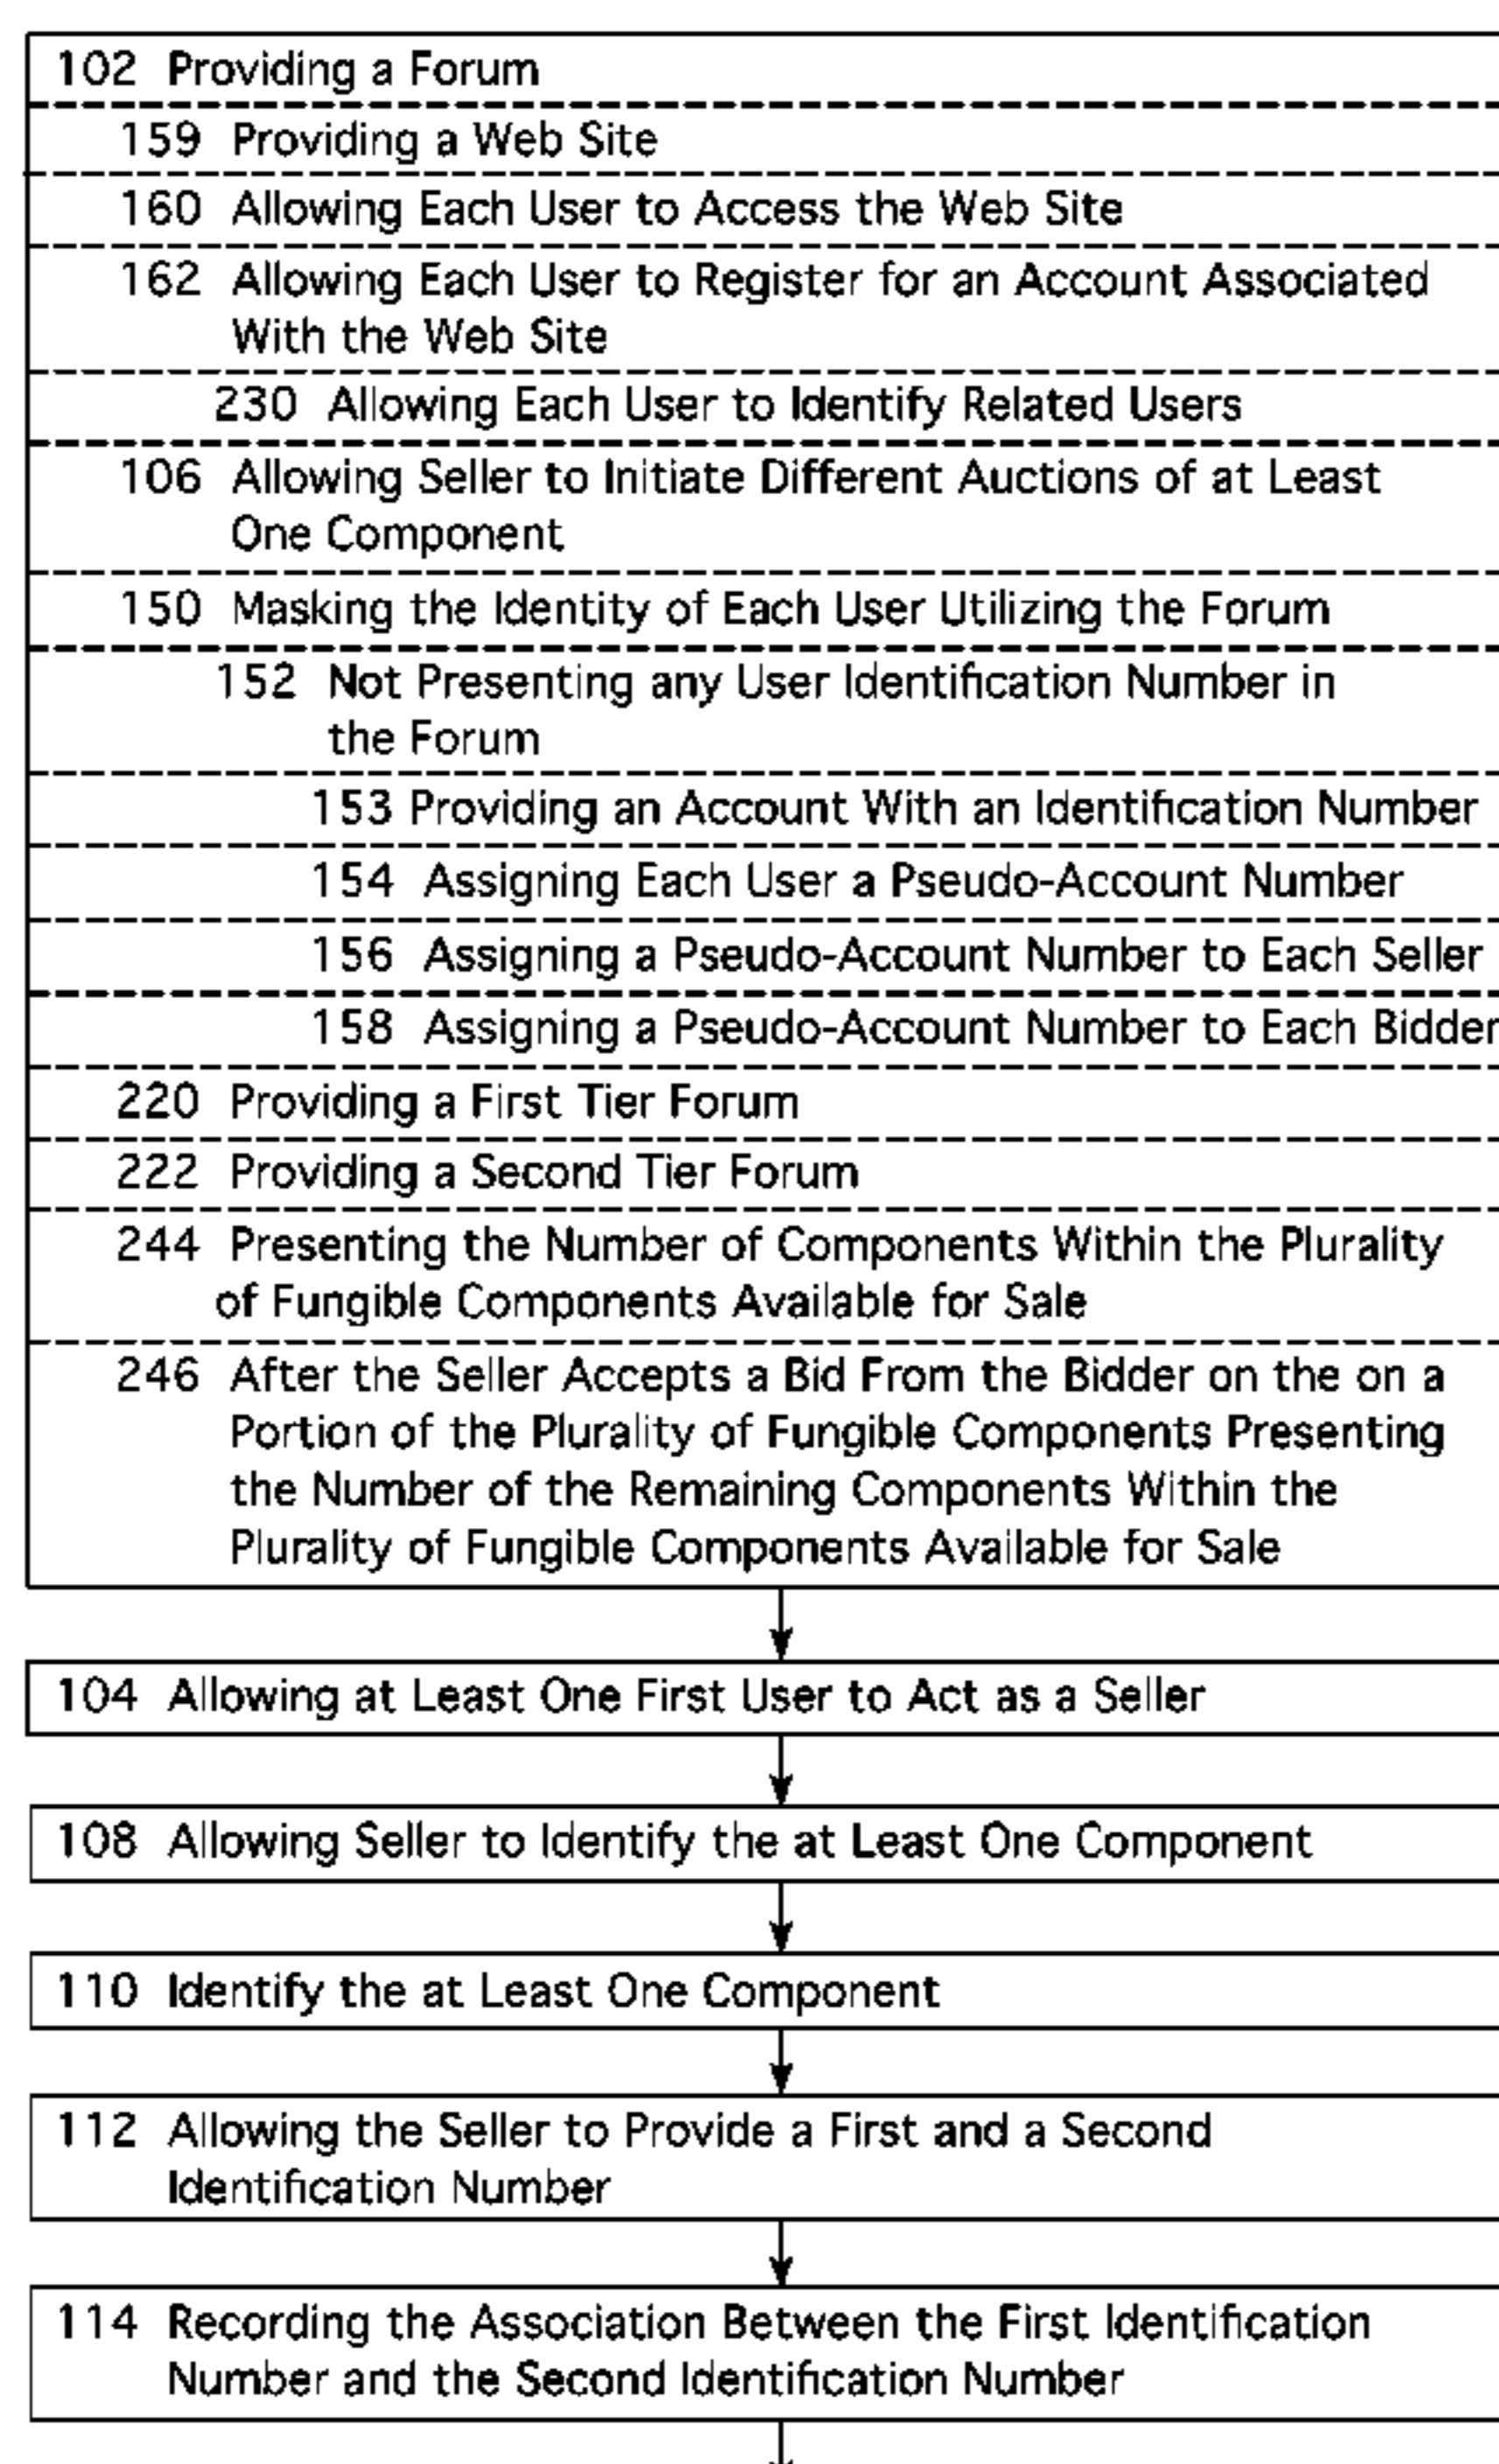 102 Providing a Forum
159 Providing a Web Site
160 Allowing Each User to Access the Web Site
162 Allowing Each User to Register for an Account Associated
With the Web Site
230 Allowing Each User to Identify Related Users
106 Allowing Seller to Initiate Different Auctions of at Least
One Component
150 Masking the Identity of Each User Utilizing the Forum
152 Not Presenting any User Identification Number in
the Forum
153 Providing an Account With an Identification Number
154 Assigning Each User a Pseudo-Account Number
156 Assigning a Pseudo-Account Number to Each Seller
158 Assigning a Pseudo-Account Number to Each Bidder
220 Providing a First Tier Forum
222 Providing a Second Tier Forum
244 Presenting the Number of Components Within the Plurality
of Fungible Components Available for Sale
246 After the Seller Accepts a Bid From the Bidder on the on a
Portion of the Plurality of Fungible Components Presenting
the Number of the Remaining Components Within the
Plurality of Fungible Components Available for Sale
104 Allowing at Least One First User to Act as a Seller
108 Allowing Seller to Identify the at Least One Component
110 Identify the at Least One Component
112 Allowing the Seller to Provide a First and a Second
Identification Number
114 Recording the Association Between the First Identification
Number and the Second Identification Number